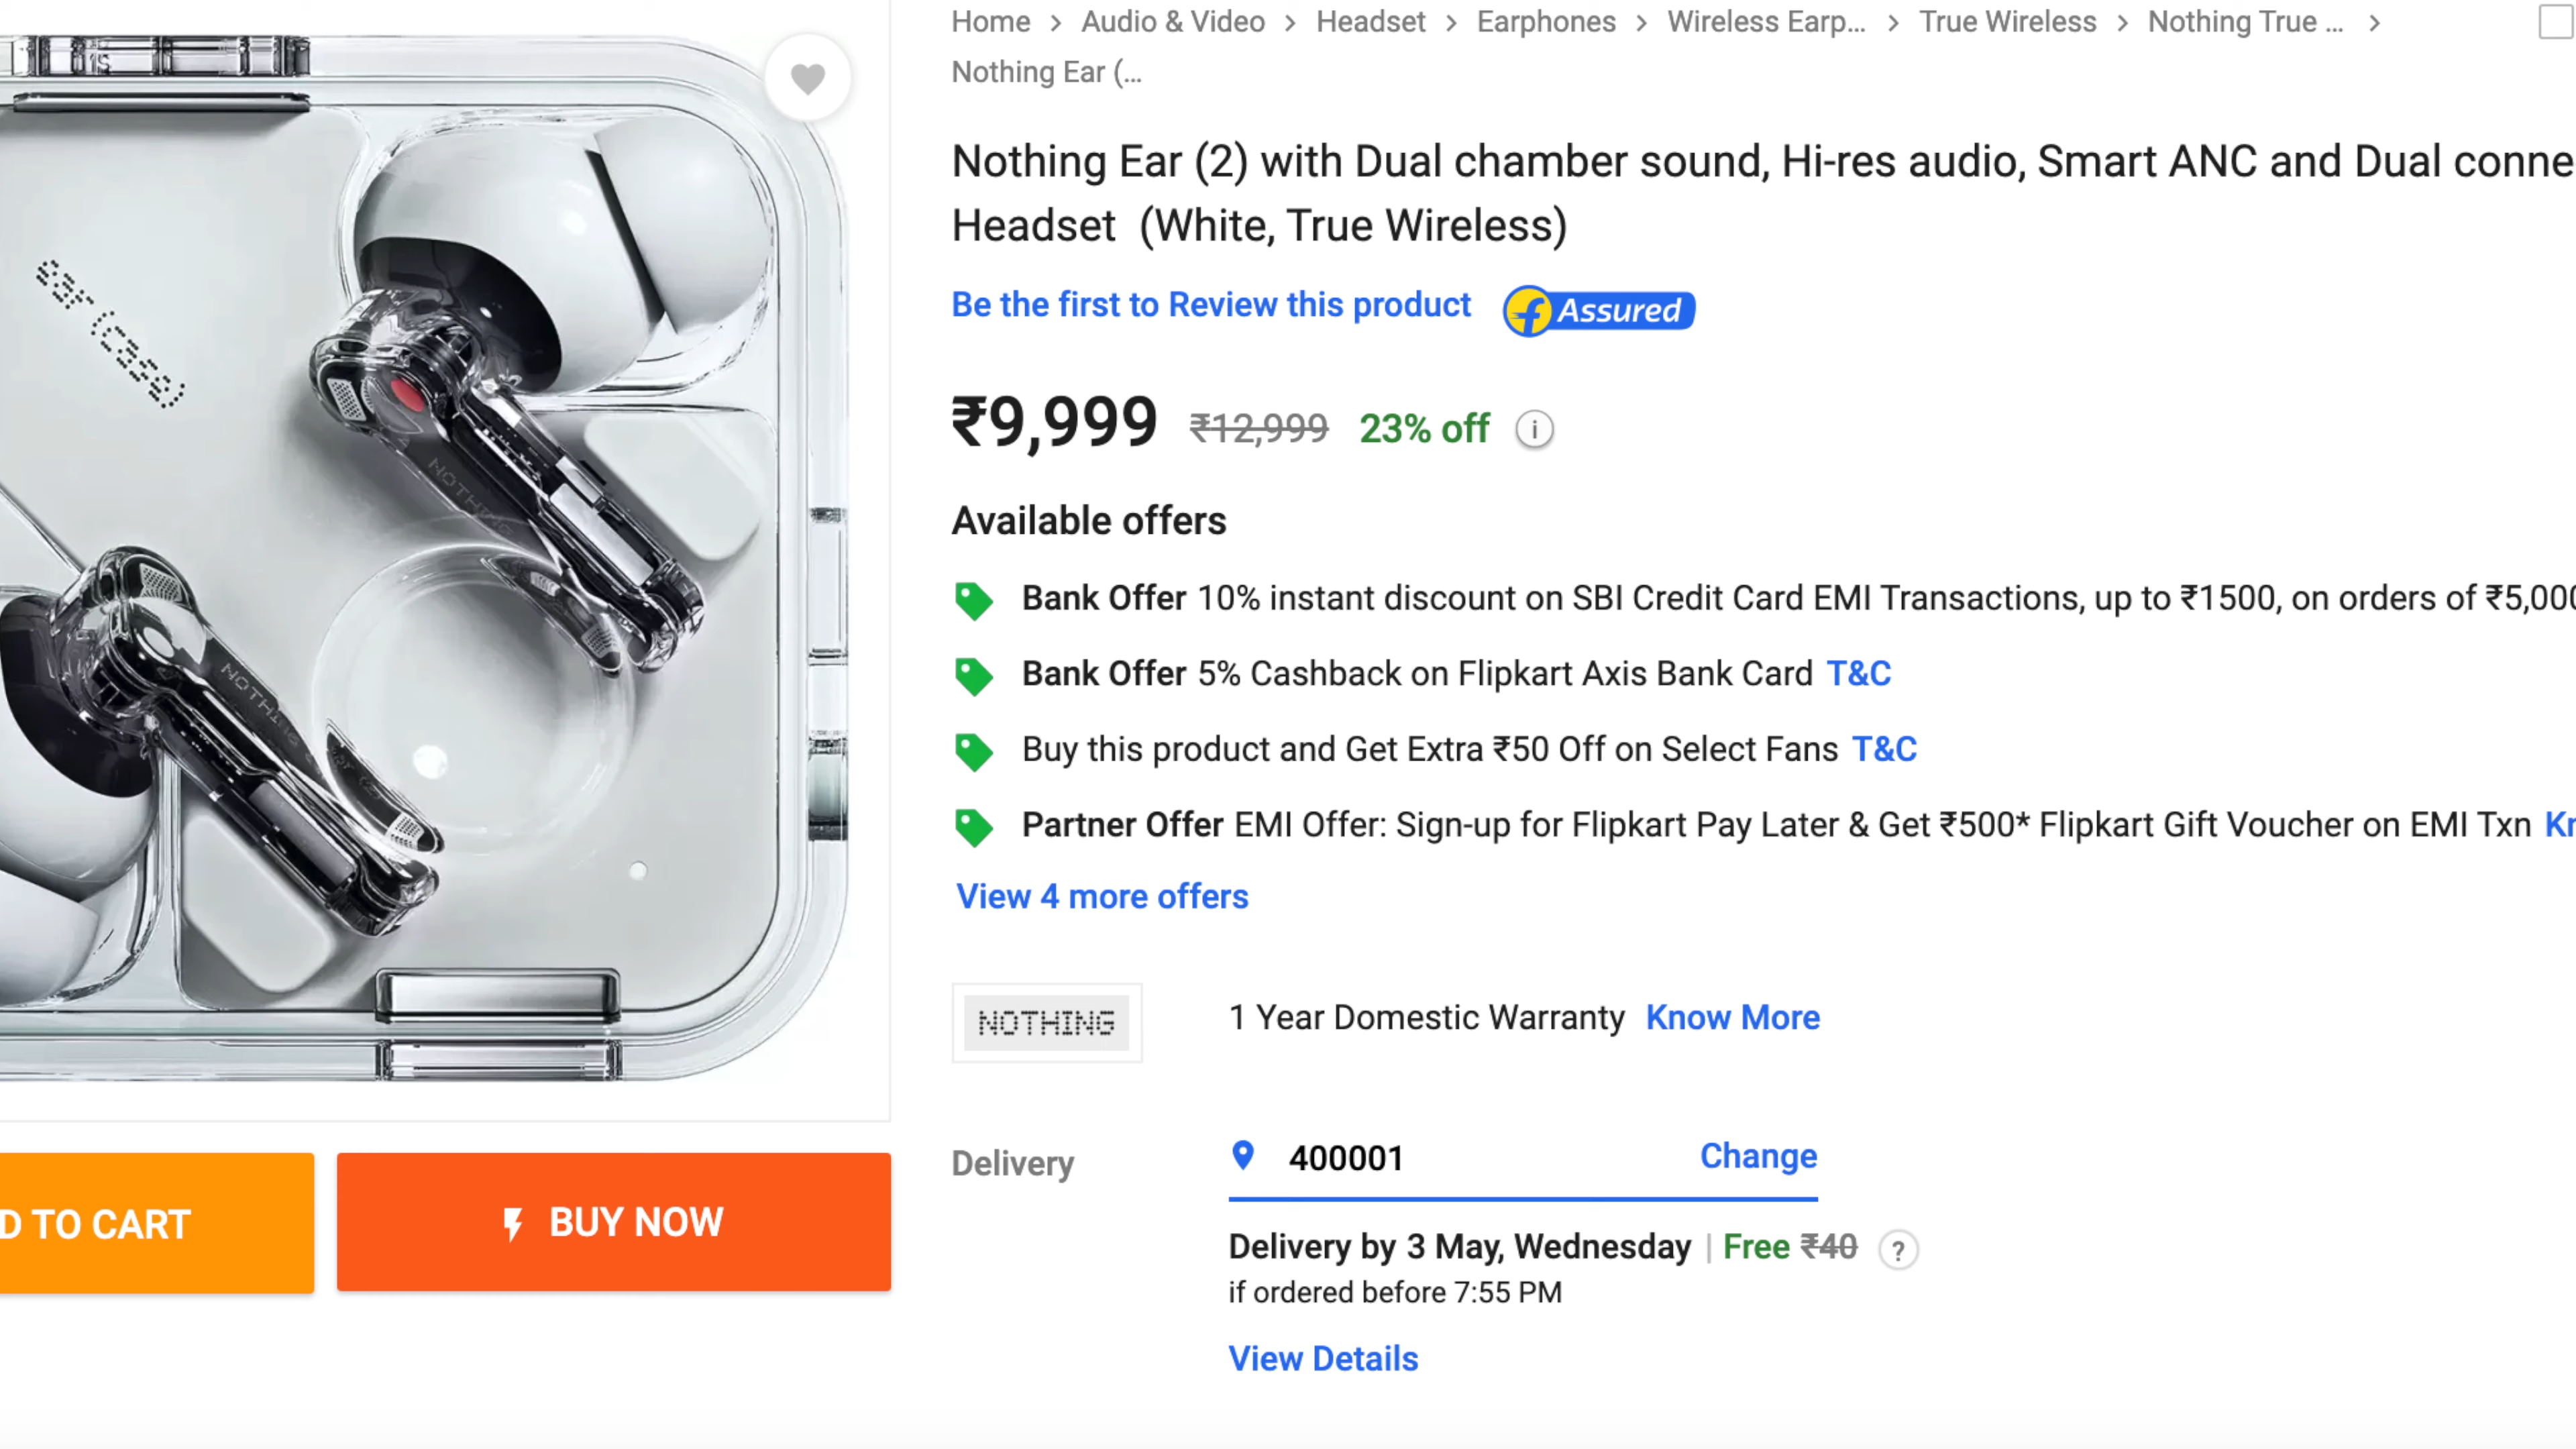 Home > Audio & Video > Headset > Earphones > Wireless Earp... > True Wireless > Nothing True ... >
Nothing Ear (...
Nothing Ear (2) with Dual chamber sound, Hi-res audio, Smart ANC and Dual conne
Headset (White, True Wireless)
Be the first to Review this product
Assured
₹9,999 ₹12,999 23% off i
Available offers
Bank Offer 10% instant discount on SBI Credit Card EMI Transactions, up to ₹1500, on orders of ₹5,000
Bank Offer 5% Cashback on Flipkart Axis Bank Card T&C
Buy this product and Get Extra ₹50 Off on Select Fans T&C
Partner Offer EMI Offer: Sign-up for Flipkart Pay Later & Get ₹500* Flipkart Gift Voucher on EMI Txn Kn
View 4 more offers
NOTHING
1 Year Domestic Warranty Know More
Delivery
400001 Change
Delivery by 3 May, Wednesday | Free ₹40 ?
if ordered before 7:55 PM
View Details
NOTHING
NOTHING
D TO CART
BUY NOW